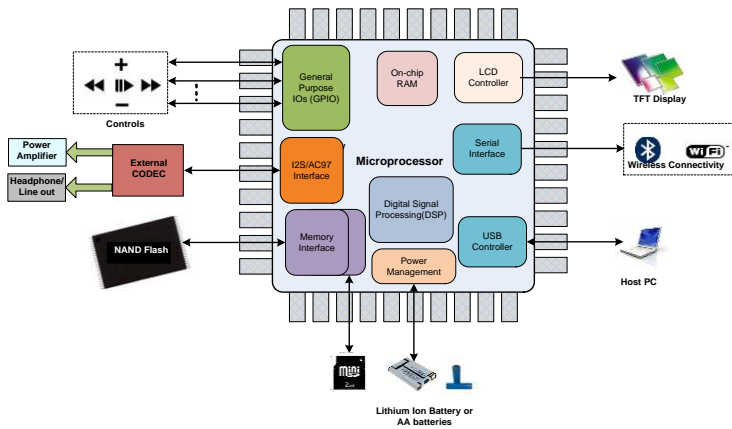 +
−
Controls
General
Purpose
IOs (GPIO)
On-chip
RAM
LCD
Controller
TFT Display
Power
Amplifier
Headphone/
Line out
External
CODEC
I2S/AC97
Interface
Microprocessor
Serial
Interface
WiFi
Wireless Connectivity
Digital Signal
Processing(DSP)
NAND Flash
Memory
Interface
USB
Controller
Power
Management
Host PC
mini
Lithium Ion Battery or
AA batteries